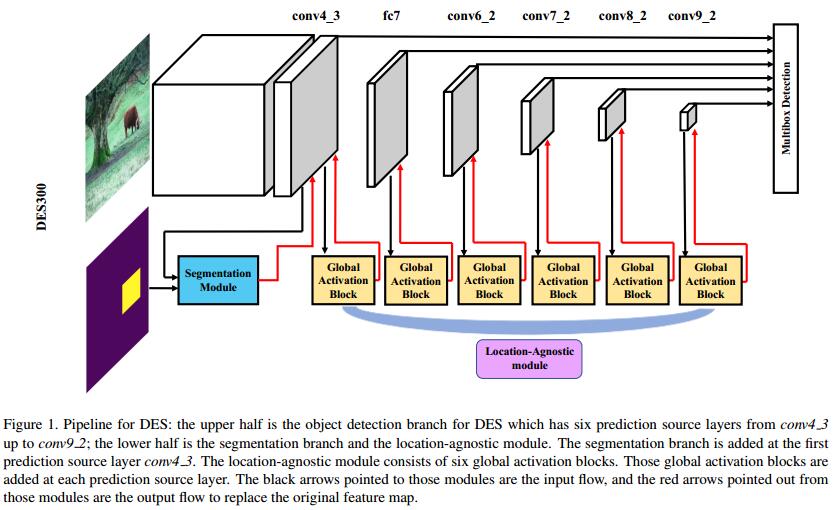 conv4_3 fc7 conv6_2 conv7_2 conv8_2 conv9_2
Multibox Detection
DES300
Segmentation
Module
Global
Activation
Block
Global
Activation
Block
Global
Activation
Block
Global
Activation
Block
Global
Activation
Block
Global
Activation
Block
Location-Agnostic
module
Figure 1. Pipeline for DES: the upper half is the object detection branch for DES which has six prediction source layers from conv4_3
up to conv9_2; the lower half is the segmentation branch and the location-agnostic module. The segmentation branch is added at the first
prediction source layer conv4_3. The location-agnostic module consists of six global activation blocks. Those global activation blocks are
added at each prediction source layer. The black arrows pointed to those modules are the input flow, and the red arrows pointed out from
those modules are the output flow to replace the original feature map.